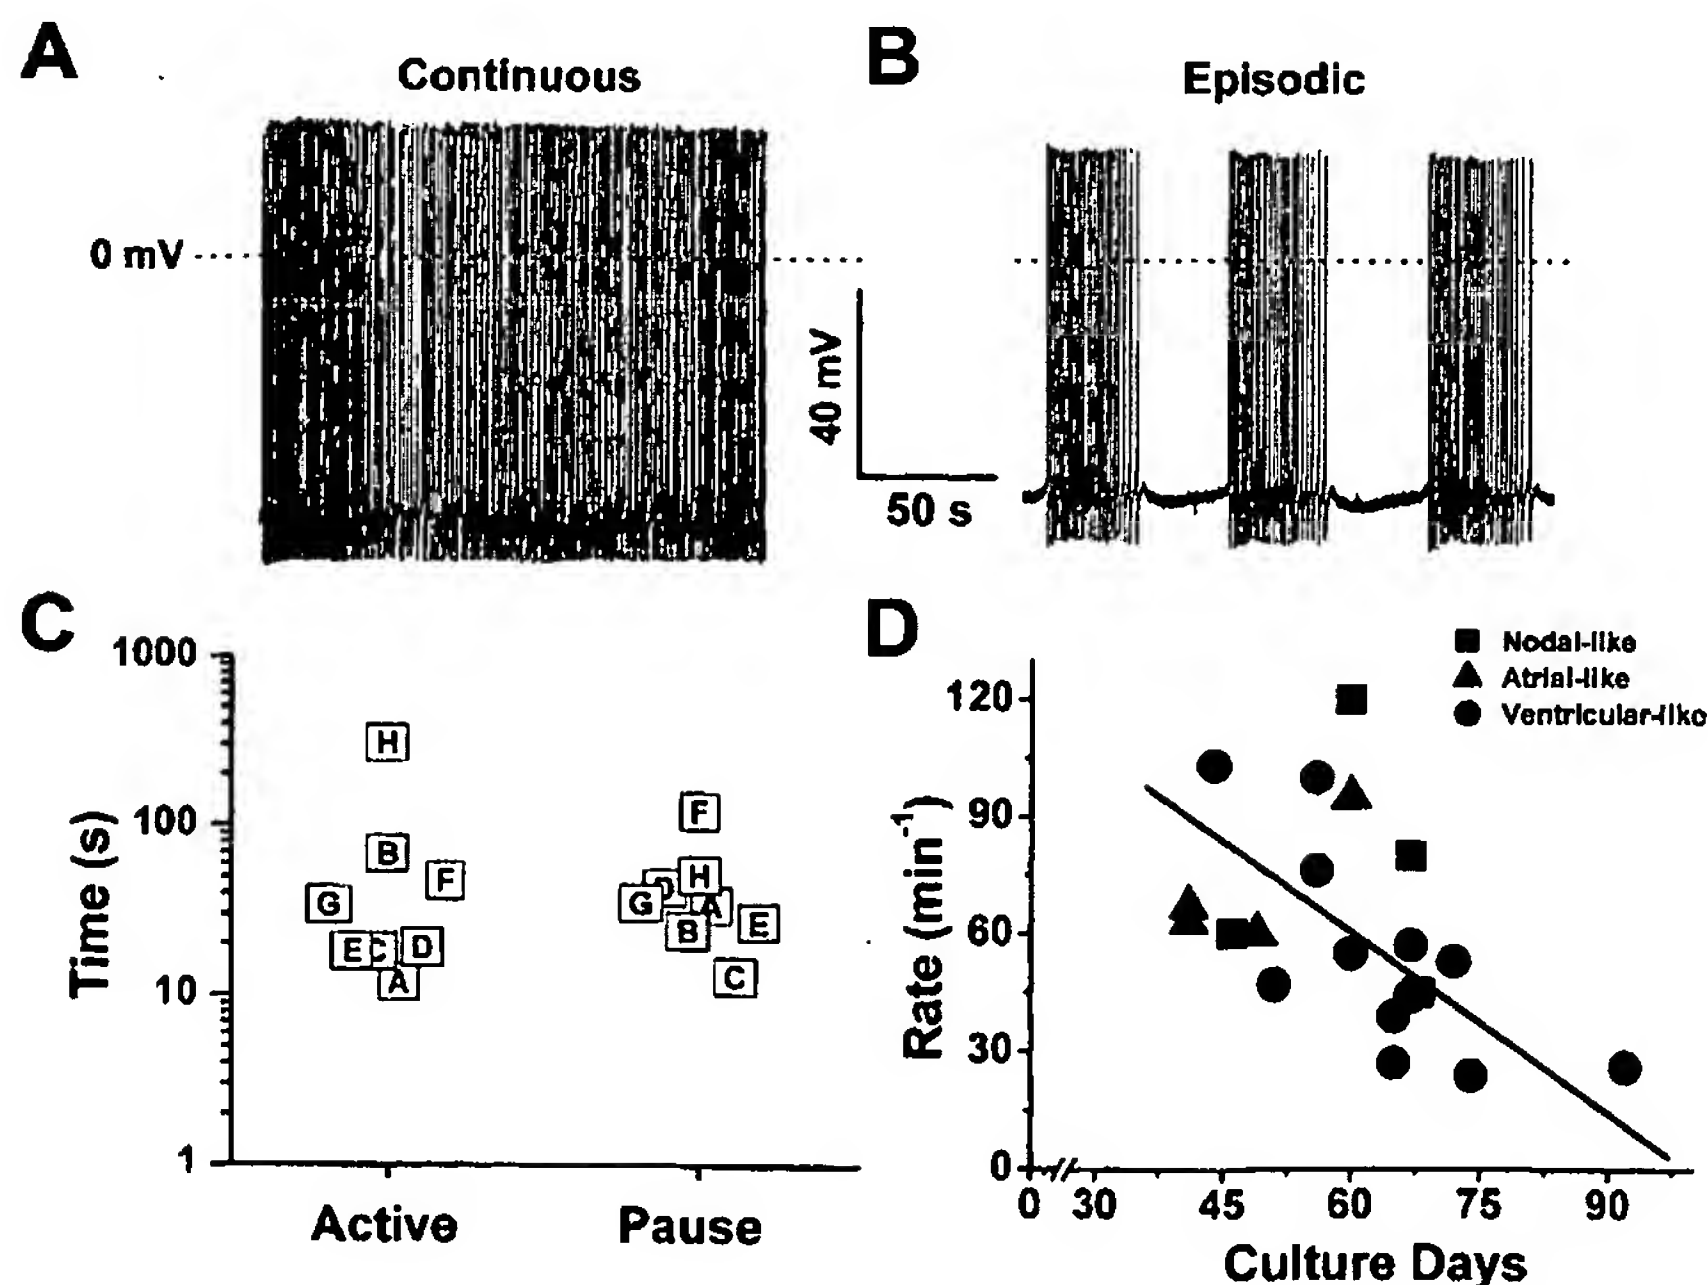 A
Continuous
B
Episodic
0 mV
40 mV
50 s
C
1000
100
10
1
Time (s)
H
B
F
G
E
C
D
A
F
D
H
G
A
B
E
C
Active
Pause
D
Nodal-like
Atrial-like
Ventricular-like
120
90
60
30
0
Rate (min⁻¹)
0
30
45
60
75
90
Culture Days